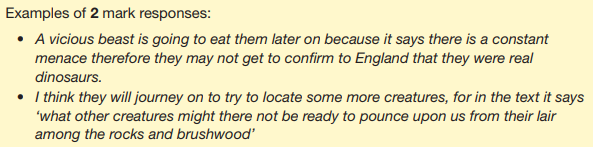 Examples of 2 mark responses:
• A vicious beast is going to eat them later on because it says there is a constant
menace therefore they may not get to confirm to England that they were real
dinosaurs.
• I think they will journey on to try to locate some more creatures, for in the text it says
‘what other creatures might there not be ready to pounce upon us from their lair
among the rocks and brushwood’